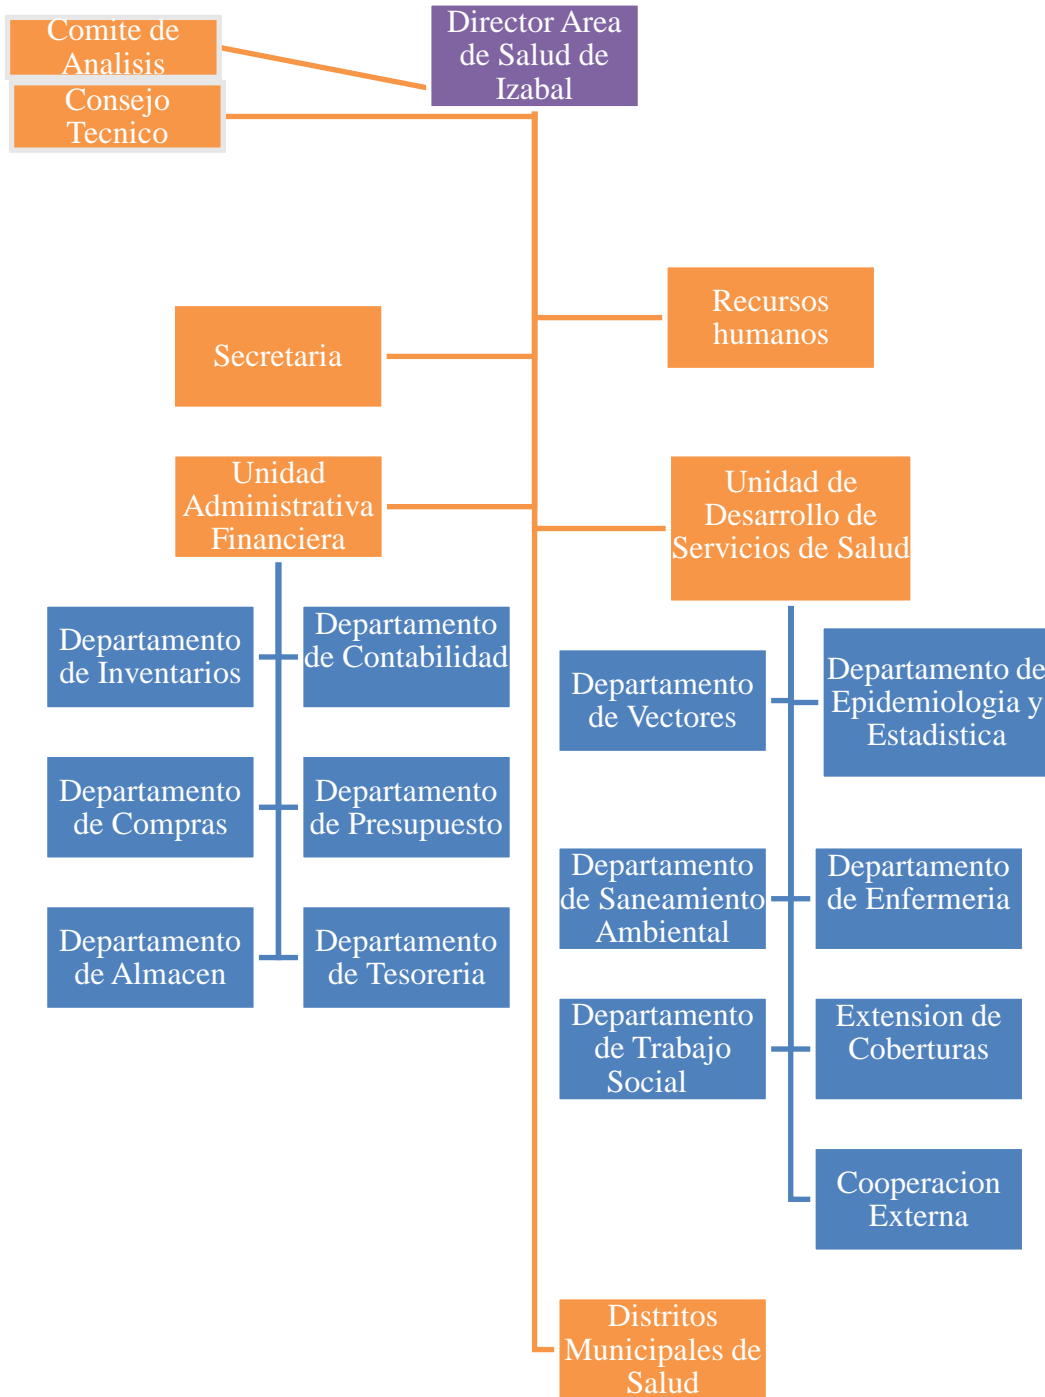 Comite de
Analisis
Director Area
de Salud de
Izabal
Consejo
Tecnico
Recursos
humanos
Secretaria
Unidad
Administrativa
Financiera
Unidad de
Desarrollo de
Servicios de Salud
Departamento
de Inventarios
Departamento
de Contabilidad
Departamento
de Compras
Departamento
de Presupuesto
Departamento
de Almacen
Departamento
de Tesoreria
Departamento
de Vectores
Departamento de
Epidemiologia y
Estadistica
Departamento
de Saneamiento
Ambiental
Departamento
de Enfermeria
Departamento
de Trabajo
Social
Extension de
Coberturas
Cooperacion
Externa
Distritos
Municipales de
Salud